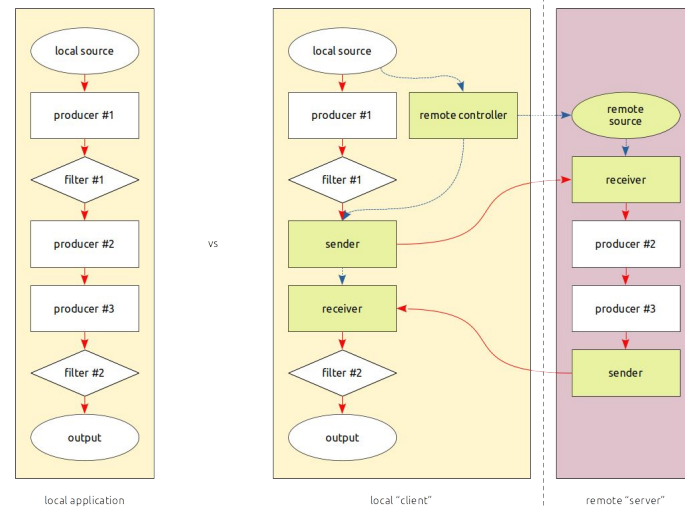 local source
producer #1
filter #1
producer #2
producer #3
filter #2
output
local application
vs
local source
producer #1
remote controller
filter #1
sender
receiver
filter #2
output
local "client"
remote
source
receiver
producer #2
producer #3
sender
remote "server"